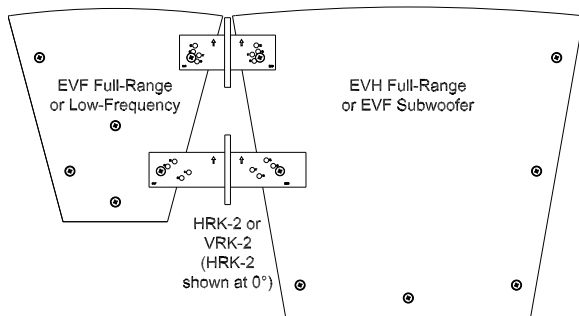 EVF Full-Range
or Low-Frequency
EVH Full-Range
or EVF Subwoofer
HRK-2 or
VRK-2
(HRK-2
shown at 0°)